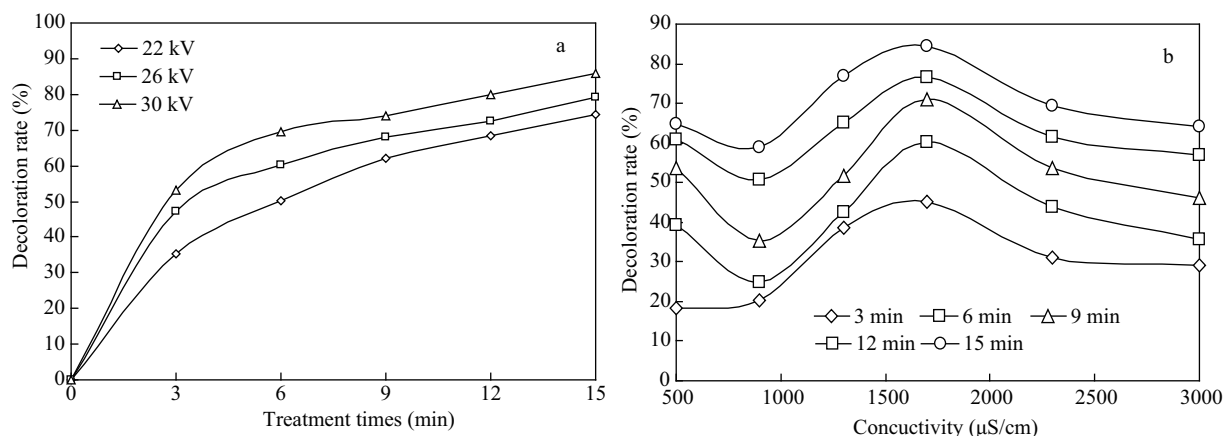 100
90
80
70
60
50
40
30
20
10
0
Decoloration rate (%)
22 kV
26 kV
30 kV
a
0 3 6 9 12 15
Treatment times (min)
90
80
70
60
50
40
30
20
10
0
Decoloration rate (%)
b
3 min 6 min 9 min
12 min 15 min
500 1000 1500 2000 2500 3000
Concuctivity (μS/cm)